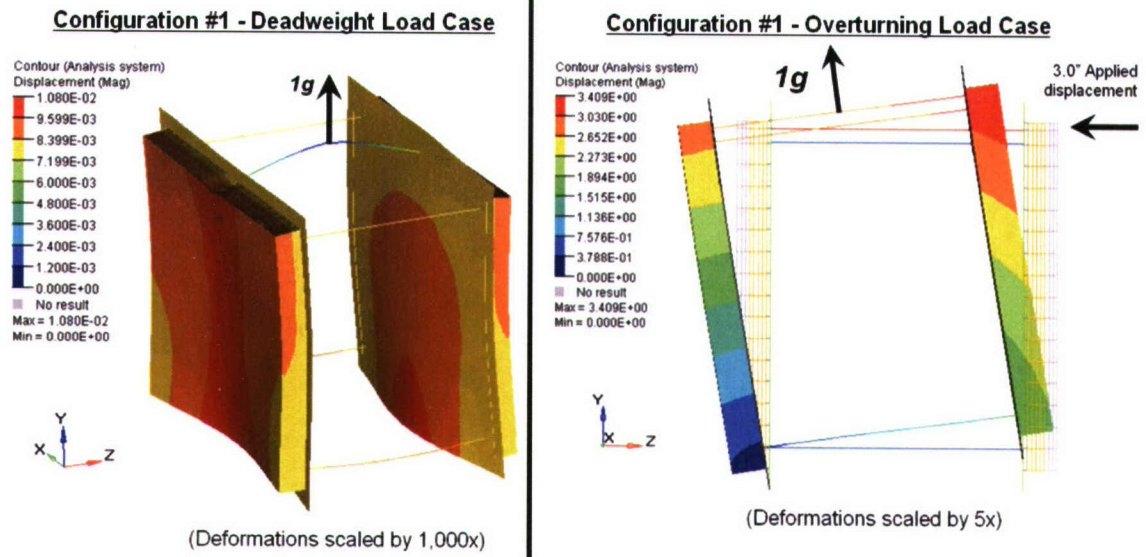 Configuration #1 - Deadweight Load Case
Contour (Analysis system)
Displacement (Mag)
1.080E-02
9.599E-03
8.399E-03
7.199E-03
6.000E-03
4.800E-03
3.600E-03
2.400E-03
1.200E-03
0.000E+00
No result
Max = 1.080E-02
Min = 0.000E+00
1g
Y
X
Z
(Deformations scaled by 1,000x)
Configuration #1 - Overturning Load Case
Contour (Analysis system)
Displacement (Mag)
3.409E+00
3.030E+00
2.652E+00
2.273E+00
1.894E+00
1.515E+00
1.136E+00
7.576E-01
3.788E-01
0.000E+00
No result
Max = 3.409E+00
Min = 0.000E+00
1g
3.0" Applied
displacement
Y
X
Z
(Deformations scaled by 5x)